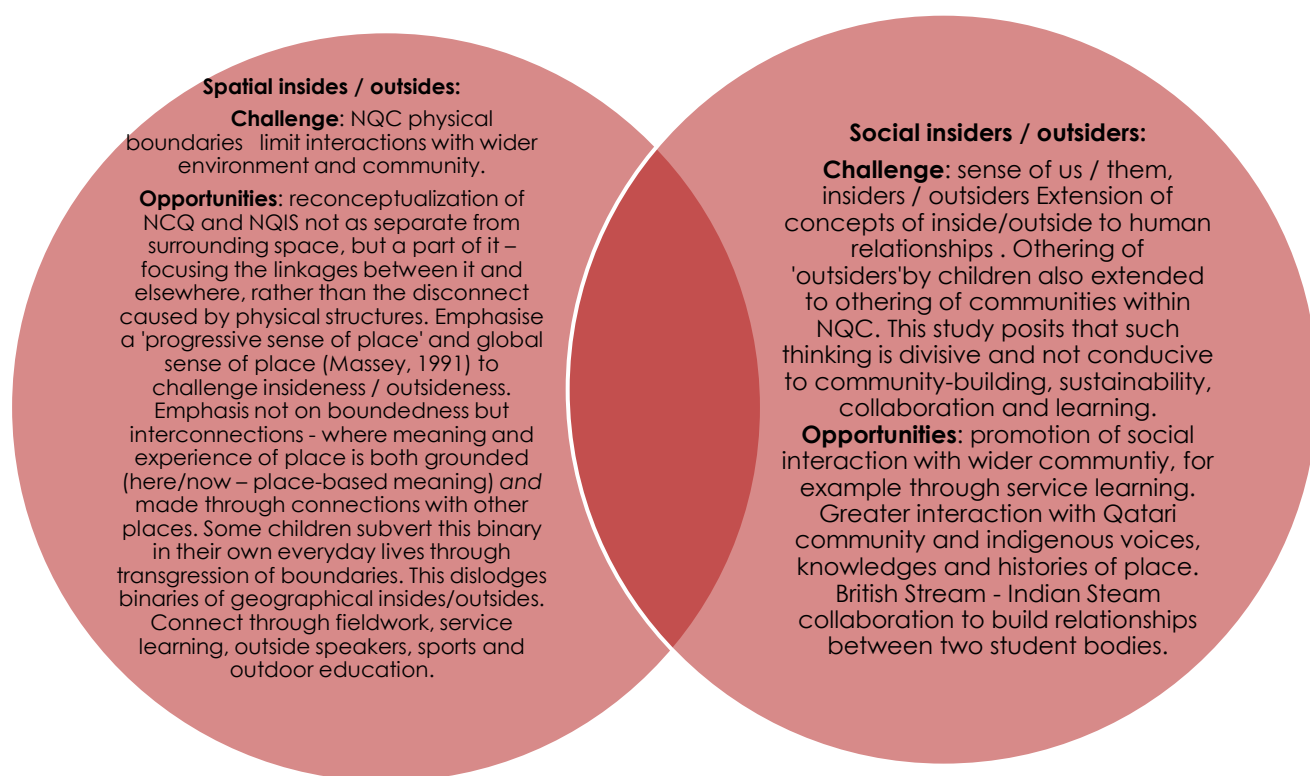 Spatial insides / outsides:
Challenge: NQC physical
boundaries limit interactions with wider
environment and community.
Opportunities: reconceptualization of
NCQ and NQIS not as separate from
surrounding space, but a part of it –
focusing the linkages between it and
elsewhere, rather than the disconnect
caused by physical structures. Emphasise
a 'progressive sense of place' and global
sense of place (Massey, 1991) to
challenge insideness / outsideness.
Emphasis not on boundedness but
interconnections - where meaning and
experience of place is both grounded
(here/now – place-based meaning) and
made through connections with other
places. Some children subvert this binary
in their own everyday lives through
transgression of boundaries. This dislodges
binaries of geographical insides/outsides.
Connect through fieldwork, service
learning, outside speakers, sports and
outdoor education.
Social insiders / outsiders:
Challenge: sense of us / them,
insiders / outsiders Extension of
concepts of inside/outside to human
relationships . Othering of
'outsiders'by children also extended
to othering of communities within
NQC. This study posits that such
thinking is divisive and not conducive
to community-building, sustainability,
collaboration and learning.
Opportunities: promotion of social
interaction with wider communtiy, for
example through service learning.
Greater interaction with Qatari
community and indigenous voices,
knowledges and histories of place.
British Stream - Indian Steam
collaboration to build relationships
between two student bodies.